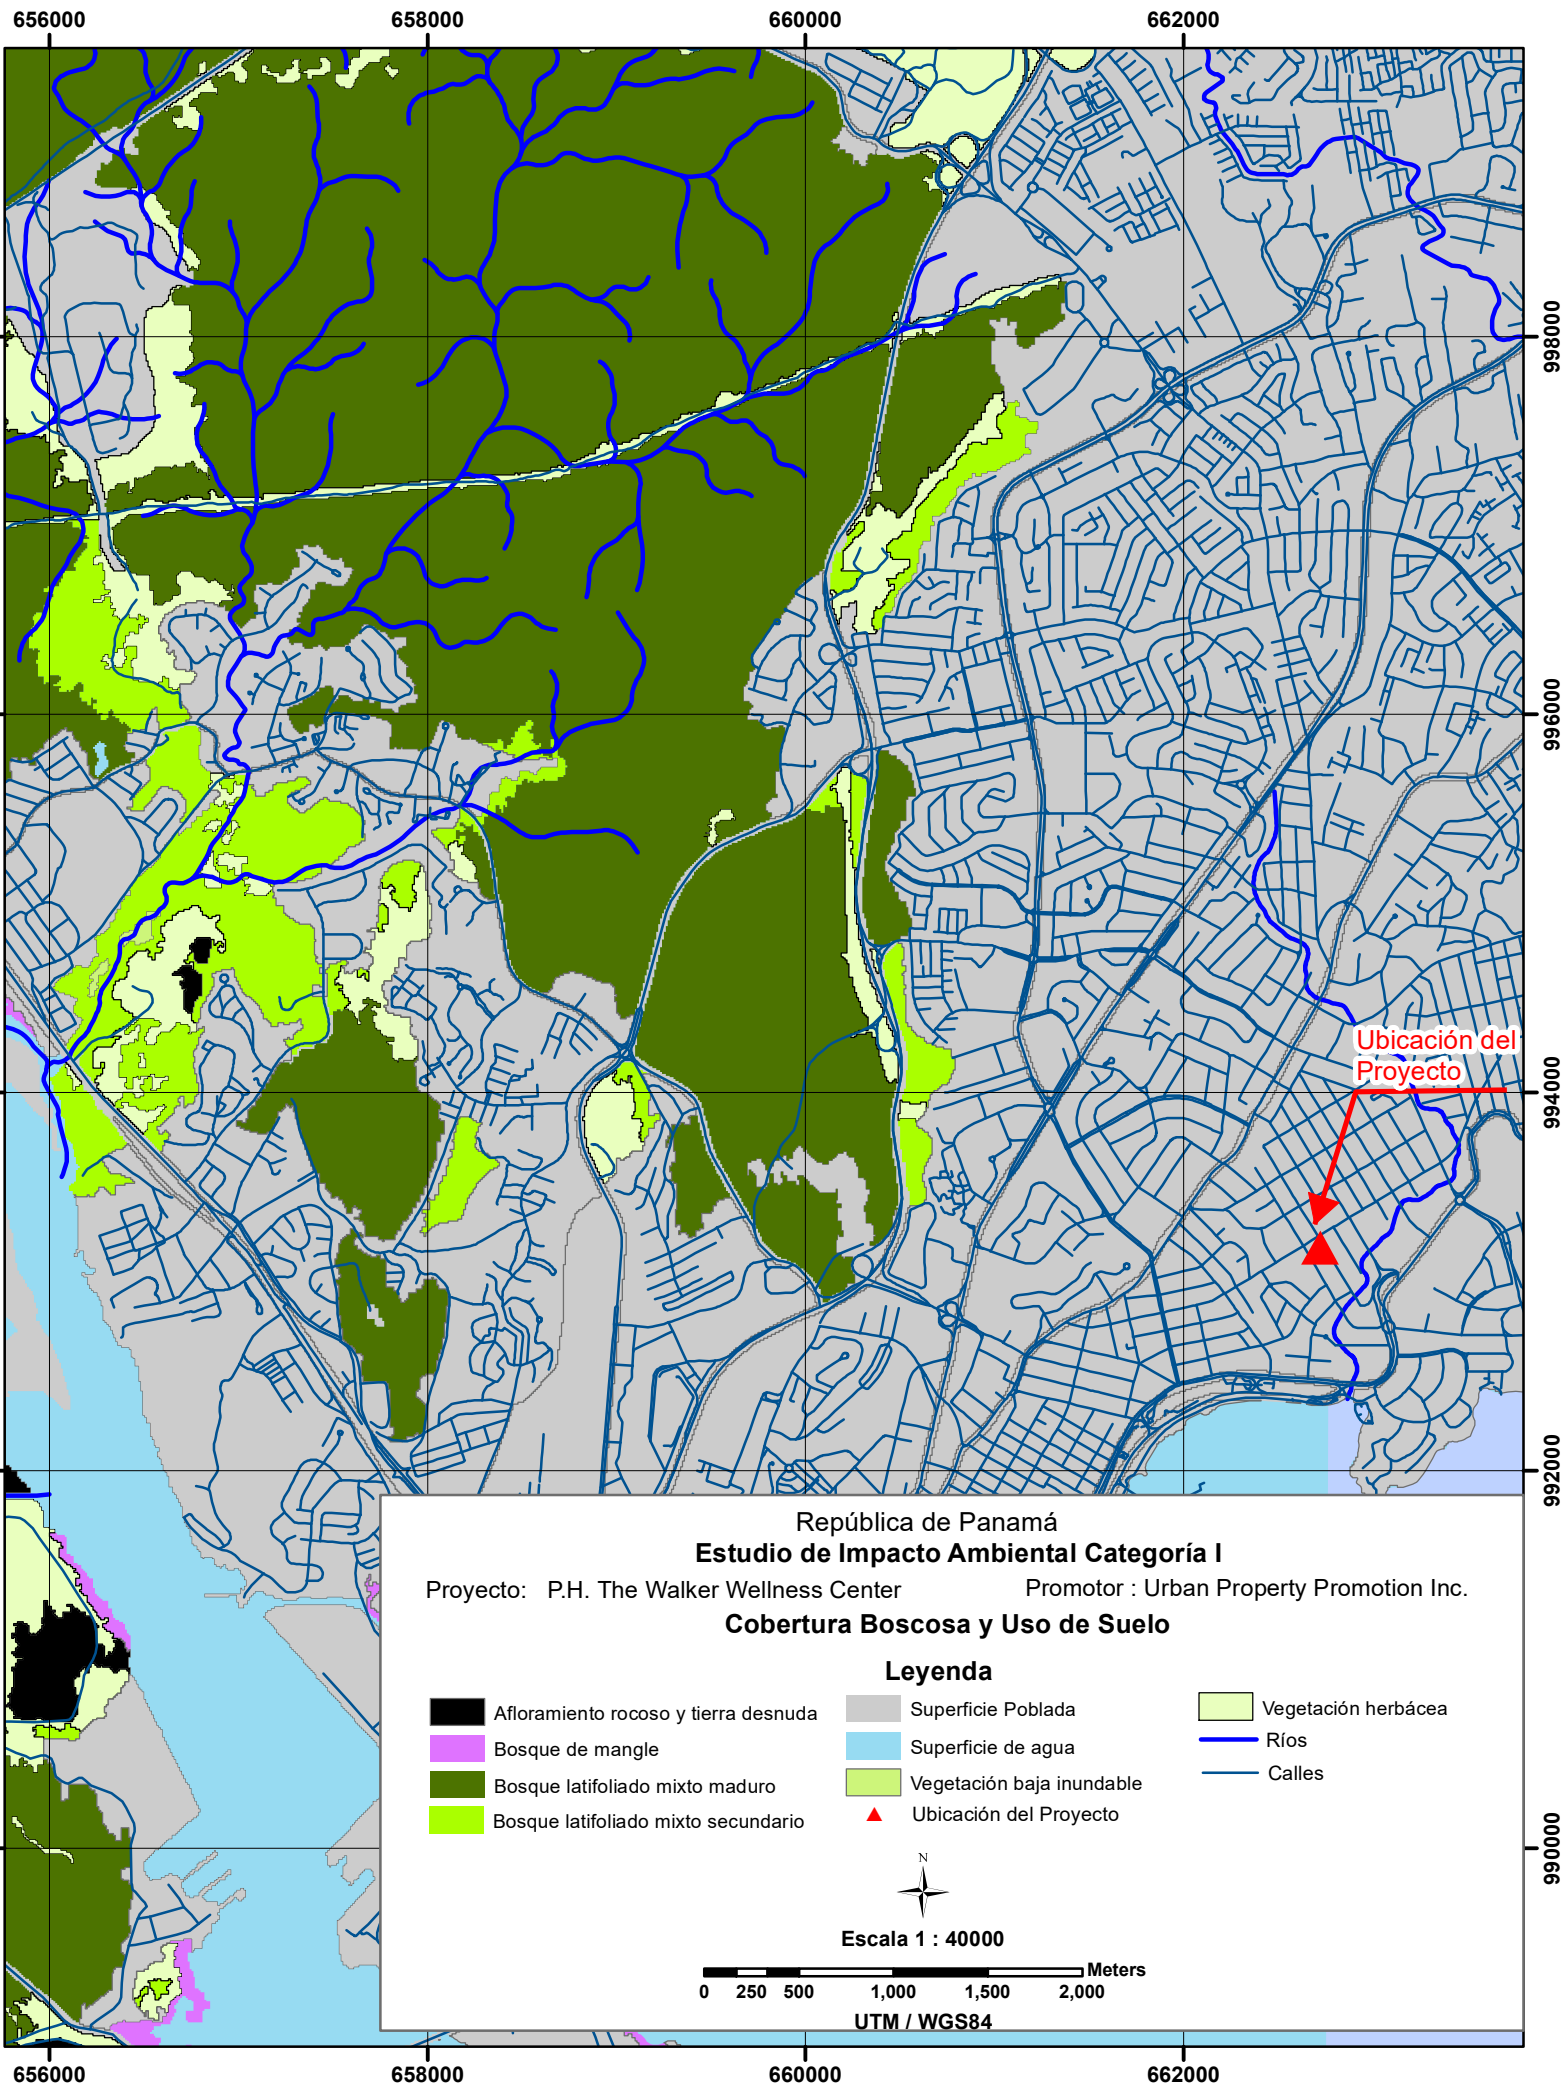 656000 658000 660000 662000
998000
996000
994000
992000
990000
Ubicación del
Proyecto
República de Panamá
Estudio de Impacto Ambiental Categoría I
Proyecto: P.H. The Walker Wellness Center Promotor : Urban Property Promotion Inc.
Cobertura Boscosa y Uso de Suelo
Leyenda
Afloramiento rocoso y tierra desnuda
Bosque de mangle
Bosque latifoliado mixto maduro
Bosque latifoliado mixto secundario
Superficie Poblada
Superficie de agua
Vegetación baja inundable
Ubicación del Proyecto
Vegetación herbácea
Ríos
Calles
N
Escala 1 : 40000
Meters
0 250 500 1,000 1,500 2,000
UTM / WGS84
656000 658000 660000 662000